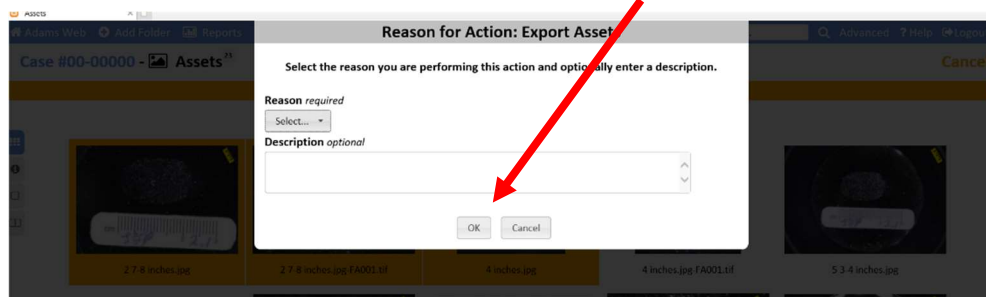 Assets ×
Adams Web Add Folder Reports Advanced ? Help Logout
Case #00-00000 - Assets Cancel
Reason for Action: Export Assets
Select the reason you are performing this action and optionally enter a description.
Reason required
Select...
Description optional
OK Cancel
2 7-8 inches.jpg 2 7-8 inches.jpg-FA001.tif 4 inches.jpg 4 inches.jpg-FA001.tif 5 3-4 inches.jpg